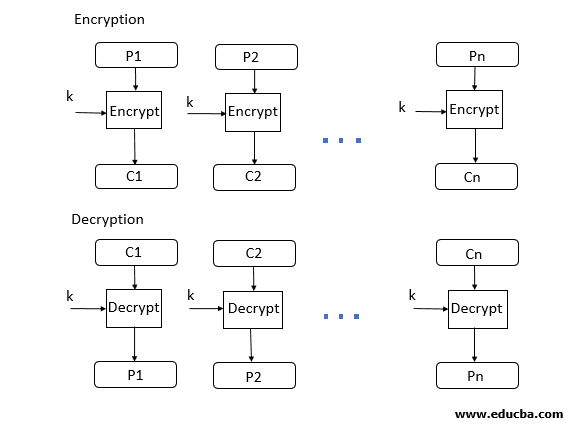 Encryption
P1 P2 Pn
k Encrypt k Encrypt k Encrypt
C1 C2 Cn
Decryption
C1 C2 Cn
k Decrypt k Decrypt k Decrypt
P1 P2 Pn
www.educba.com